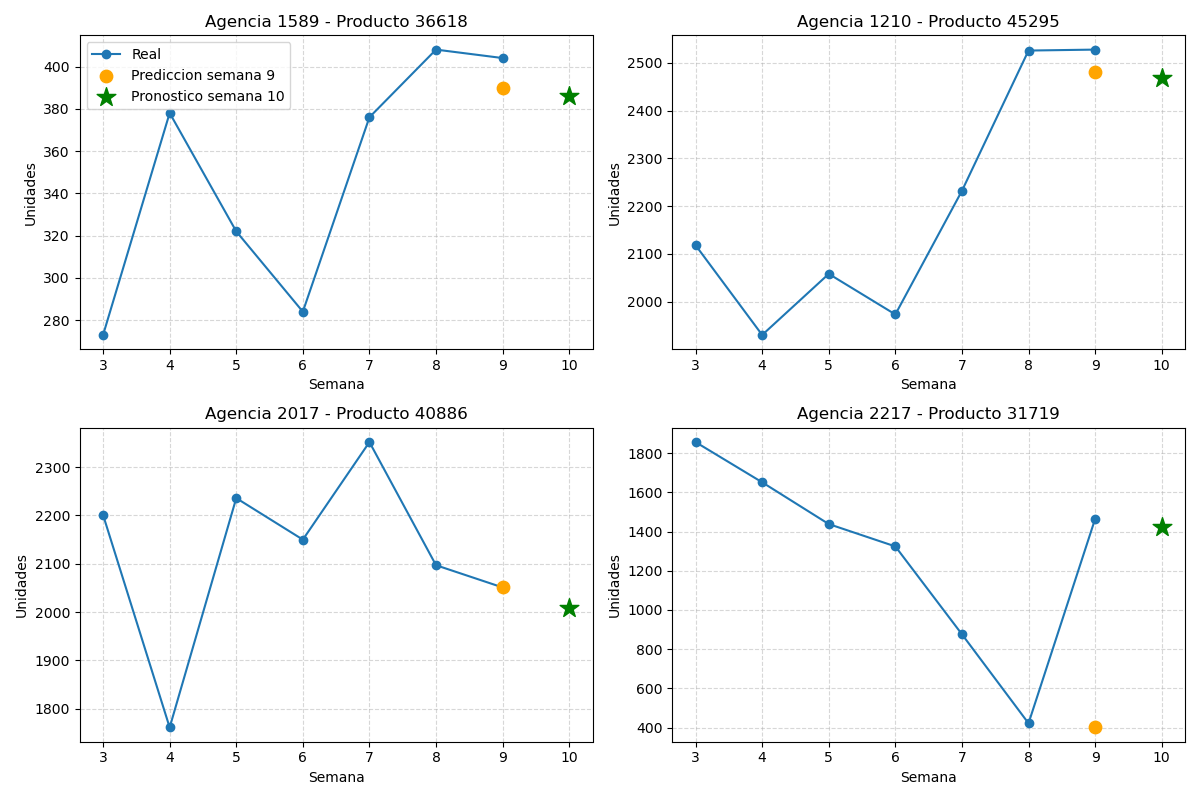 Agencia 1589 - Producto 36618
Real
Prediccion semana 9
Pronostico semana 10
Unidades
400
380
360
340
320
300
280
3 4 5 6 7 8 9 10
Semana
Agencia 1210 - Producto 45295
Unidades
2500
2400
2300
2200
2100
2000
3 4 5 6 7 8 9 10
Semana
Agencia 2017 - Producto 40886
Unidades
2300
2200
2100
2000
1900
1800
3 4 5 6 7 8 9 10
Semana
Agencia 2217 - Producto 31719
Unidades
1800
1600
1400
1200
1000
800
600
400
3 4 5 6 7 8 9 10
Semana